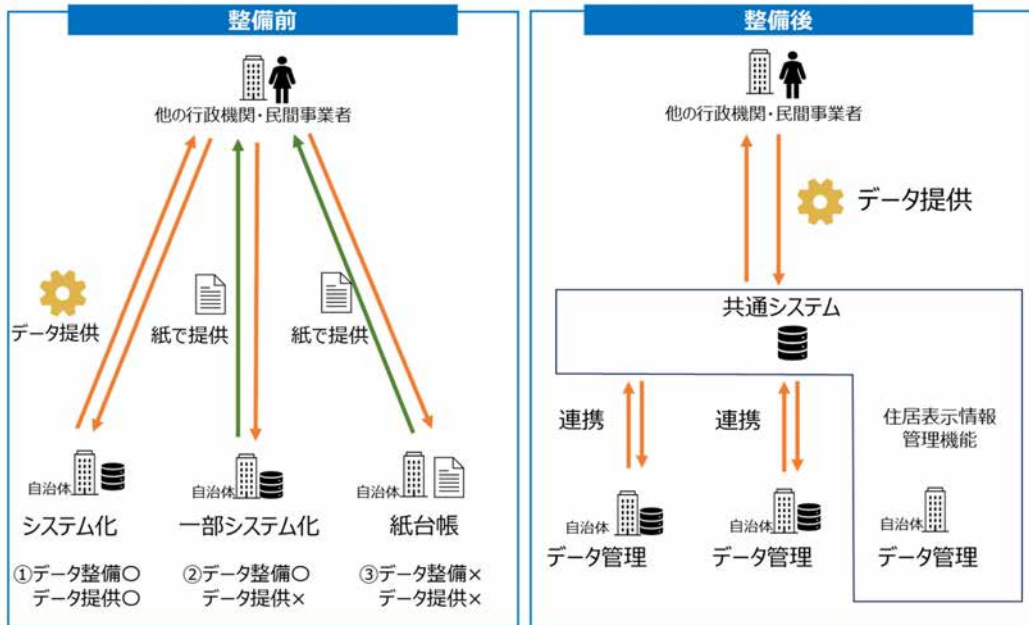 整備前
他の行政機関・民間事業者
データ提供
紙で提供
紙で提供
自治体
システム化
自治体
一部システム化
自治体
紙台帳
①データ整備○
データ提供○
②データ整備○
データ提供×
③データ整備×
データ提供×
整備後
他の行政機関・民間事業者
データ提供
共通システム
連携
連携
住居表示情報
管理機能
自治体
データ管理
自治体
データ管理
自治体
データ管理